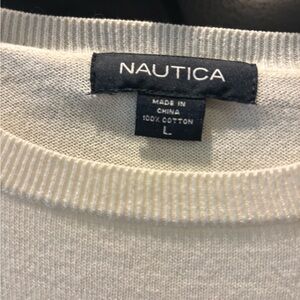 NAUTICA
MADE IN
CHINA
100% COTTON
L